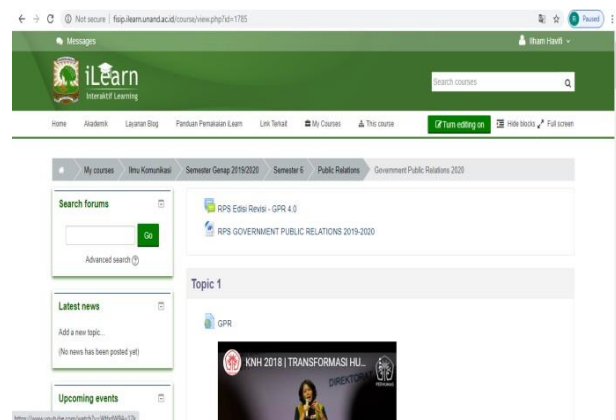 Not secure | fisip.ilearn.unand.ac.id/course/view.php?id=1785
Paused
Messages
Ilham Havifi
iLearn
Interaktif Learning
Search courses
Home Akademik Layanan Blog Panduan Pemakaian iLearn Link Terkait My Courses This course Turn editing on Hide blocks Full screen
My courses Ilmu Komunikasi Semester Genap 2019/2020 Semester 6 Public Relations Government Public Relations 2020
Search forums
Go
Advanced search
RPS Edisi Revisi - GPR 4.0
RPS GOVERNMENT PUBLIC RELATIONS 2019-2020
Topic 1
Latest news
Add a new topic...
(No news has been posted yet)
GPR
KNH 2018 | TRANSFORMASI HU...
DIREKTORAT
PERHUMAS
Upcoming events